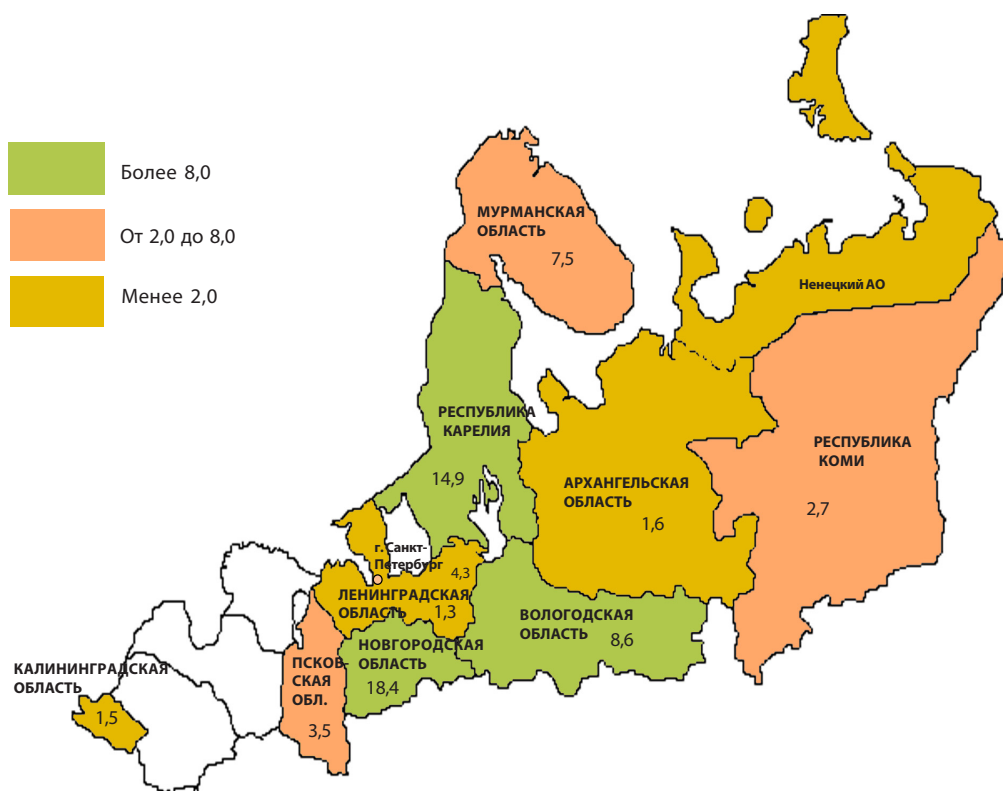 Более 8,0
От 2,0 до 8,0
Менее 2,0
МУРМАНСКАЯ
ОБЛАСТЬ
7,5
Ненецкий АО
РЕСПУБЛИКА
КАРЕЛИЯ
14,9
РЕСПУБЛИКА
КОМИ
2,7
АРХАНГЕЛЬСКАЯ
ОБЛАСТЬ
1,6
г. Санкт-
Петербург
4,3
ЛЕНИНГРАДСКАЯ
ОБЛАСТЬ
1,3
ВОЛОГОДСКАЯ
ОБЛАСТЬ
8,6
НОВГОРОДСКАЯ
ОБЛАСТЬ
18,4
ПСКОВ-
СКАЯ
ОБЛ.
3,5
КАЛИНИНГРАДСКАЯ
ОБЛАСТЬ
1,5